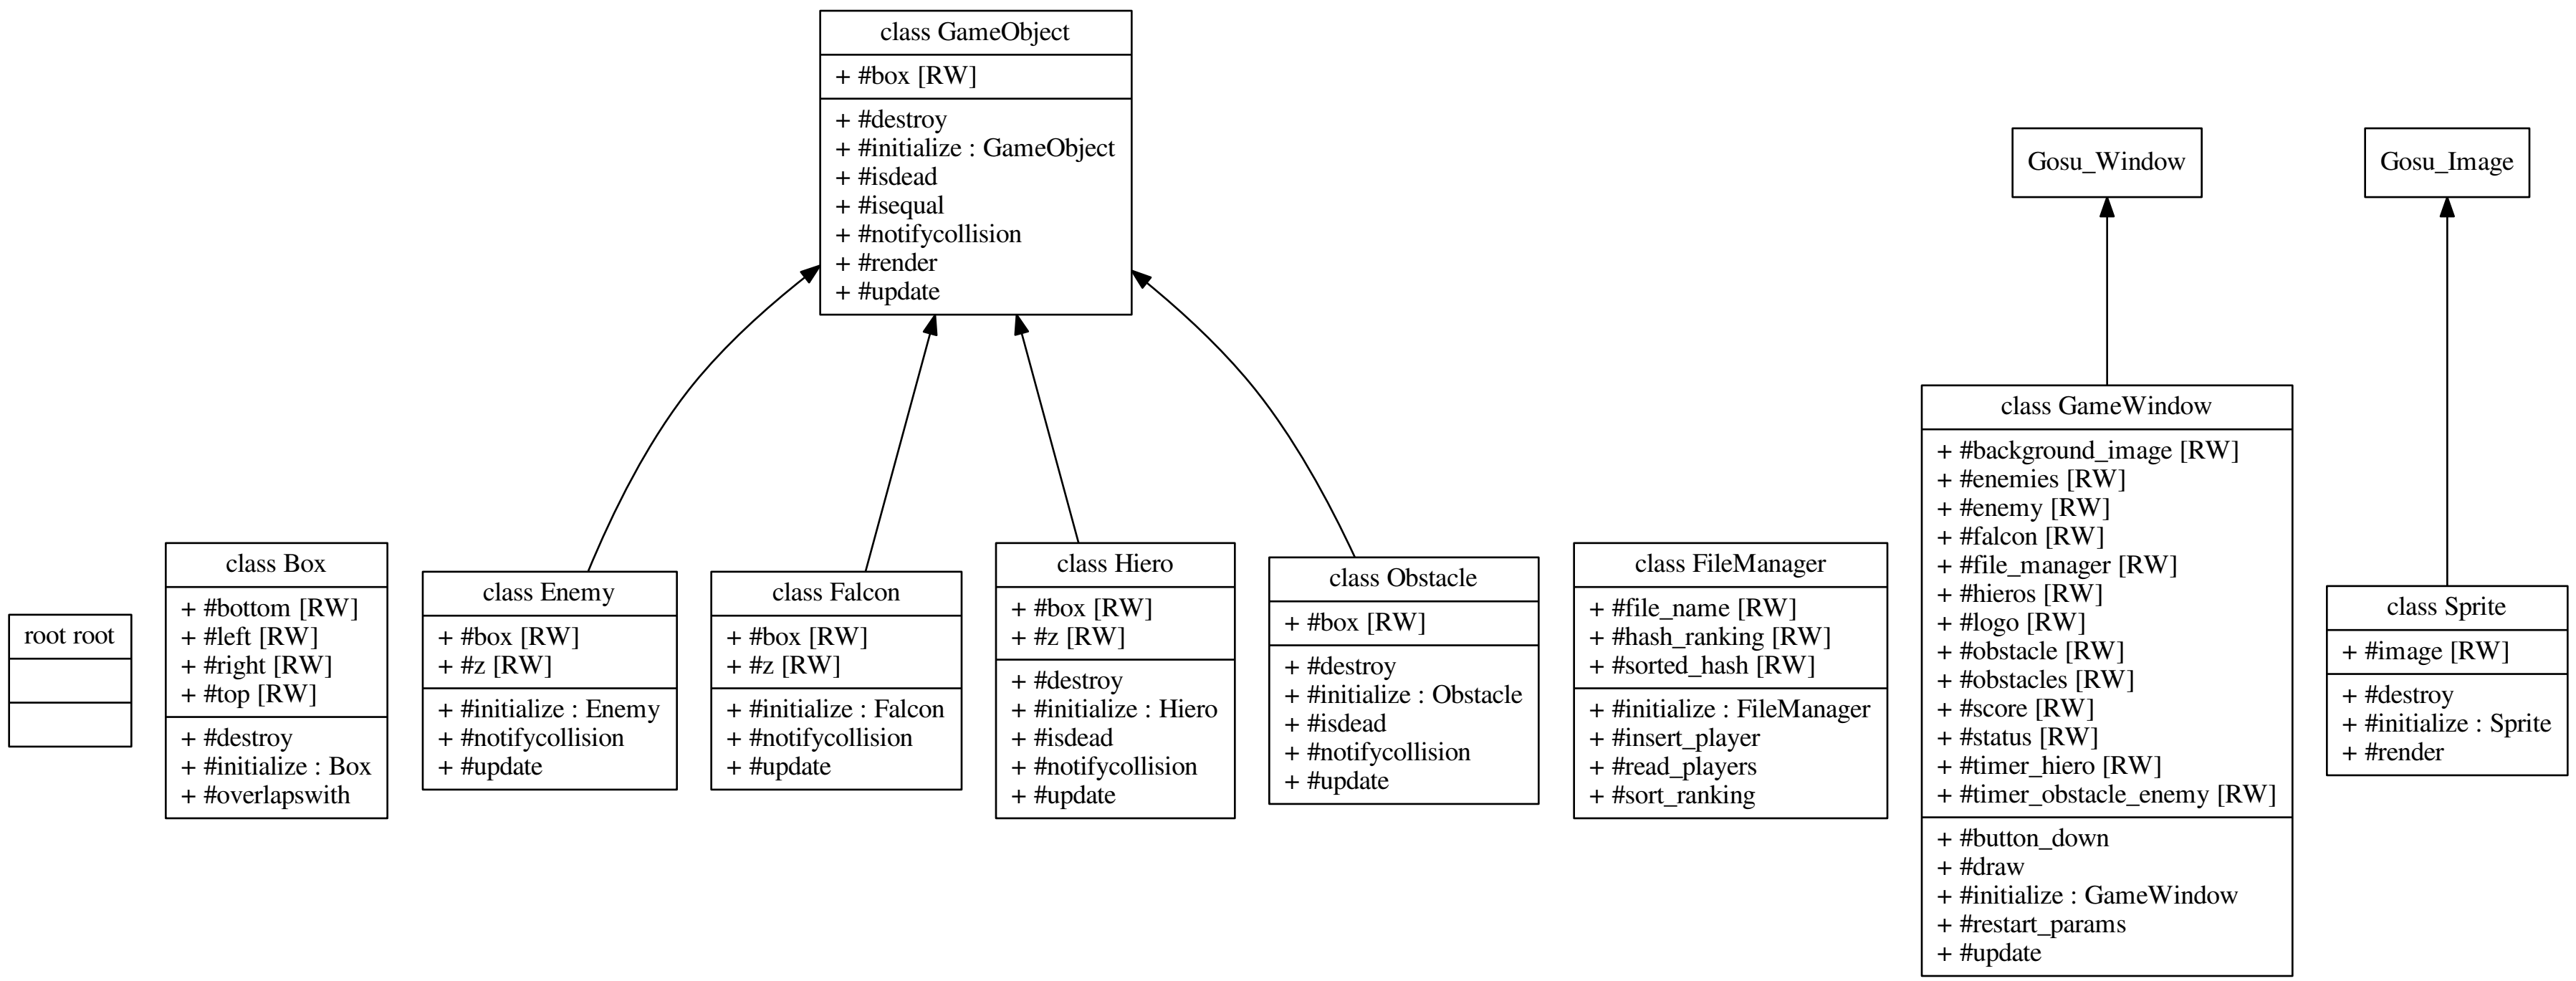 class GameObject
+ #box [RW]
+ #destroy
+ #initialize : GameObject
+ #isdead
+ #isequal
+ #notifycollision
+ #render
+ #update
Gosu_Window
Gosu_Image
root root
class Box
+ #bottom [RW]
+ #left [RW]
+ #right [RW]
+ #top [RW]
+ #destroy
+ #initialize : Box
+ #overlapswith
class Enemy
+ #box [RW]
+ #z [RW]
+ #initialize : Enemy
+ #notifycollision
+ #update
class Falcon
+ #box [RW]
+ #z [RW]
+ #initialize : Falcon
+ #notifycollision
+ #update
class Hiero
+ #box [RW]
+ #z [RW]
+ #destroy
+ #initialize : Hiero
+ #isdead
+ #notifycollision
+ #update
class Obstacle
+ #box [RW]
+ #destroy
+ #initialize : Obstacle
+ #isdead
+ #notifycollision
+ #update
class FileManager
+ #file_name [RW]
+ #hash_ranking [RW]
+ #sorted_hash [RW]
+ #initialize : FileManager
+ #insert_player
+ #read_players
+ #sort_ranking
class GameWindow
+ #background_image [RW]
+ #enemies [RW]
+ #enemy [RW]
+ #falcon [RW]
+ #file_manager [RW]
+ #hieros [RW]
+ #logo [RW]
+ #obstacle [RW]
+ #obstacles [RW]
+ #score [RW]
+ #status [RW]
+ #timer_hiero [RW]
+ #timer_obstacle_enemy [RW]
+ #button_down
+ #draw
+ #initialize : GameWindow
+ #restart_params
+ #update
class Sprite
+ #image [RW]
+ #destroy
+ #initialize : Sprite
+ #render